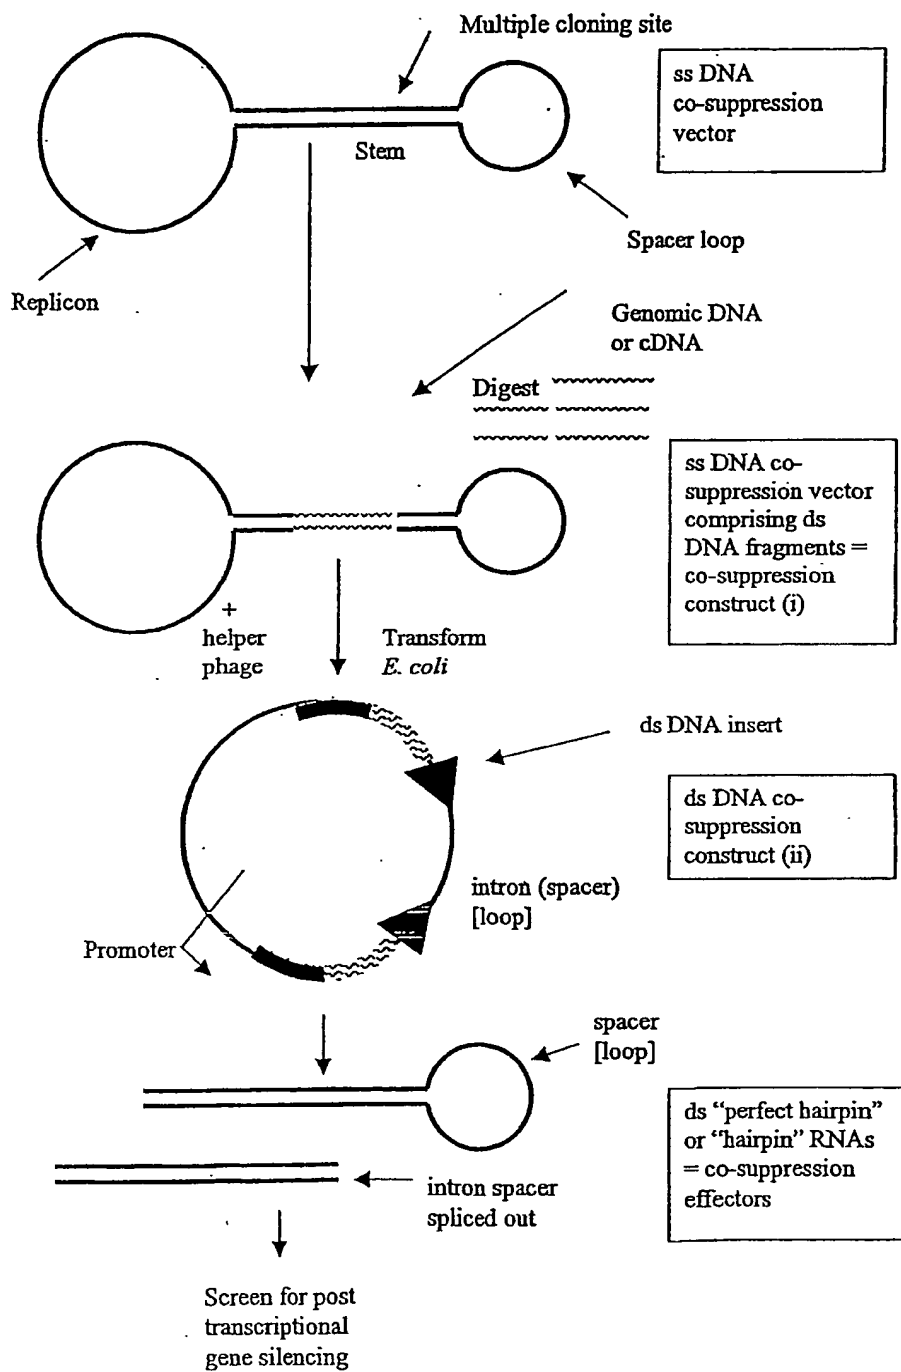 Multiple cloning site
ss DNA
co-suppression
vector
Stem
Spacer loop
Replicon
Genomic DNA
or cDNA
Digest
ss DNA co-
suppression vector
comprising ds
DNA fragments =
co-suppression
construct (i)
+
helper
phage
Transform
E. coli
ds DNA insert
ds DNA co-
suppression
construct (ii)
intron (spacer)
[loop]
Promoter
spacer
[loop]
ds “perfect hairpin”
or “hairpin” RNAs
= co-suppression
effectors
intron spacer
spliced out
Screen for post
transcriptional
gene silencing